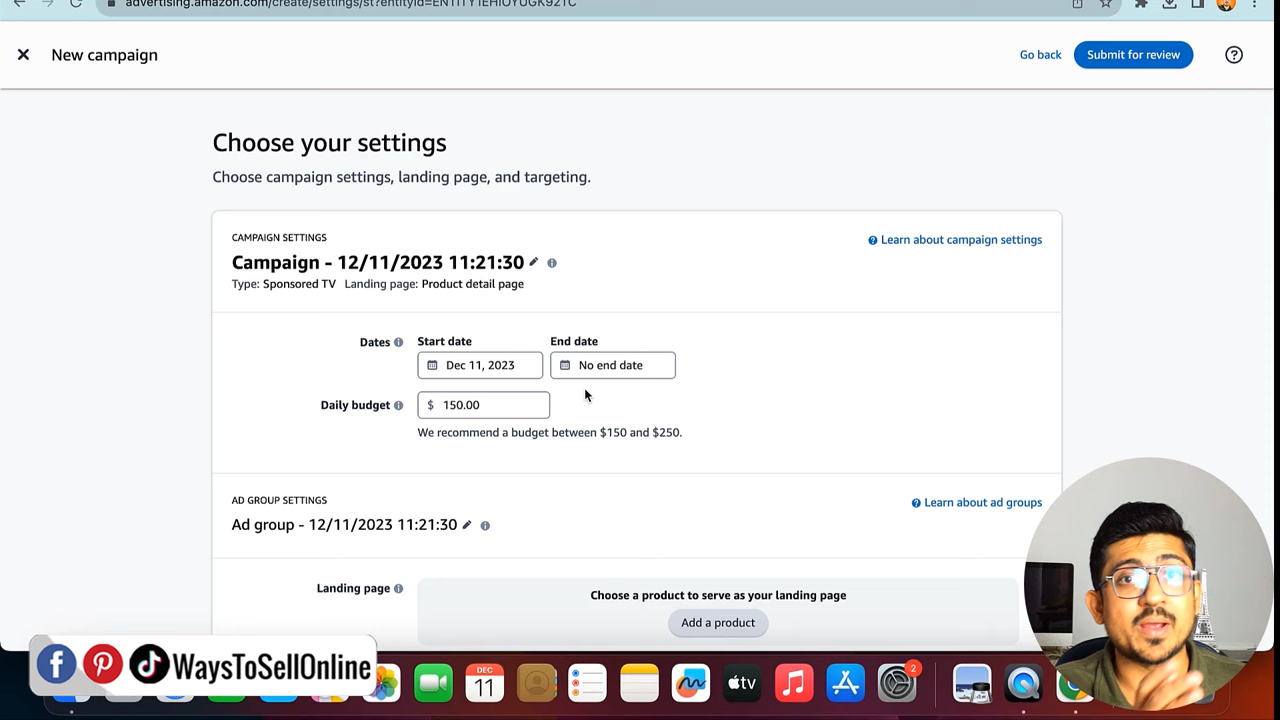 New campaign
Go back
Submit for review
Choose your settings
Choose campaign settings, landing page, and targeting.
CAMPAIGN SETTINGS
Learn about campaign settings
Campaign - 12/11/2023 11:21:30
Type: Sponsored TV Landing page: Product detail page
Dates
Start date
End date
Dec 11, 2023
No end date
Daily budget
$ 150.00
We recommend a budget between $150 and $250.
AD GROUP SETTINGS
Learn about ad groups
Ad group - 12/11/2023 11:21:30
Landing page
Choose a product to serve as your landing page
Add a product
WaysToSellOnline
DEC
11
tv
2